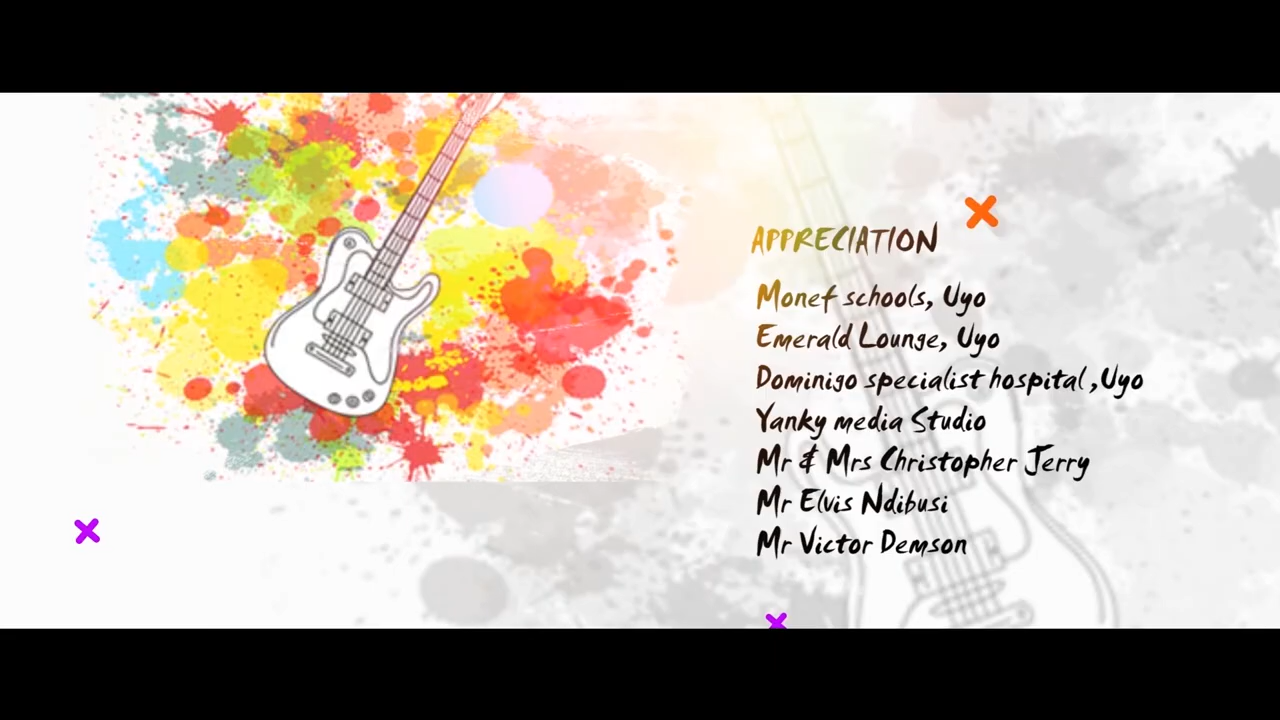 APPRECIATION
Monef schools, Uyo
Emerald Lounge, Uyo
Dominigo specialist hospital ,Uyo
Yanky media Studio
Mr & Mrs Christopher Jerry
Mr Elvis Ndibusi
Mr Victor Demson